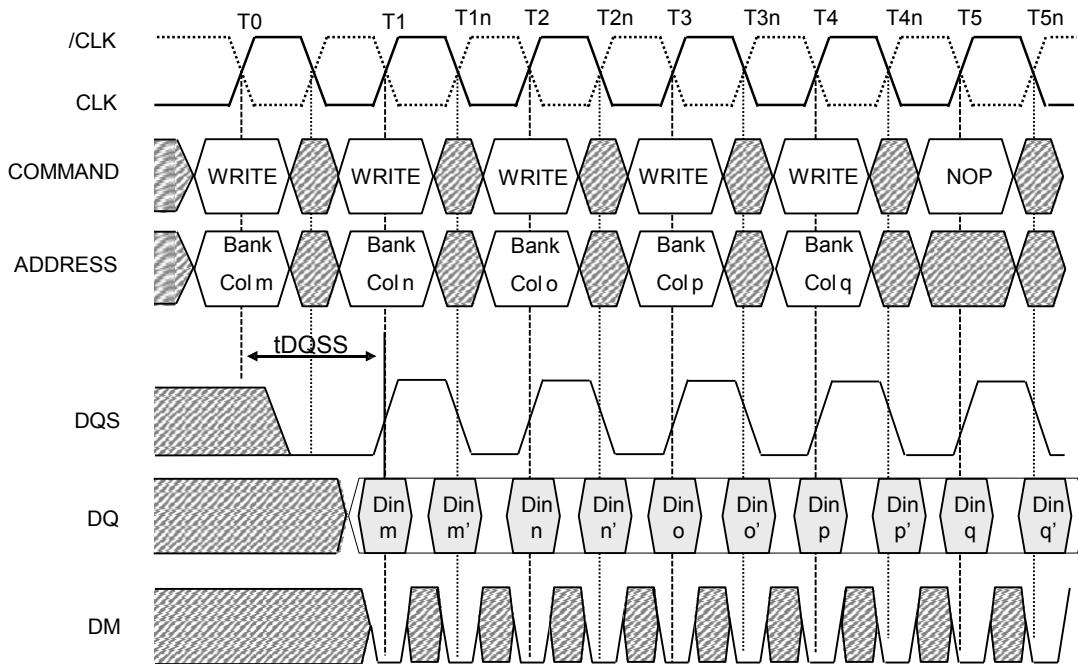 T0 T1 T1n T2 T2n T3 T3n T4 T4n T5 T5n
/CLK
CLK
COMMAND WRITE WRITE WRITE WRITE WRITE NOP
ADDRESS
Bank Bank Bank Bank Bank
Col m Col n Col o Col p Col q
tDQSS
DQS
DQ
Din Din Din Din Din Din Din Din Din Din
m m’ n n’ o o’ p p’ q q’
DM